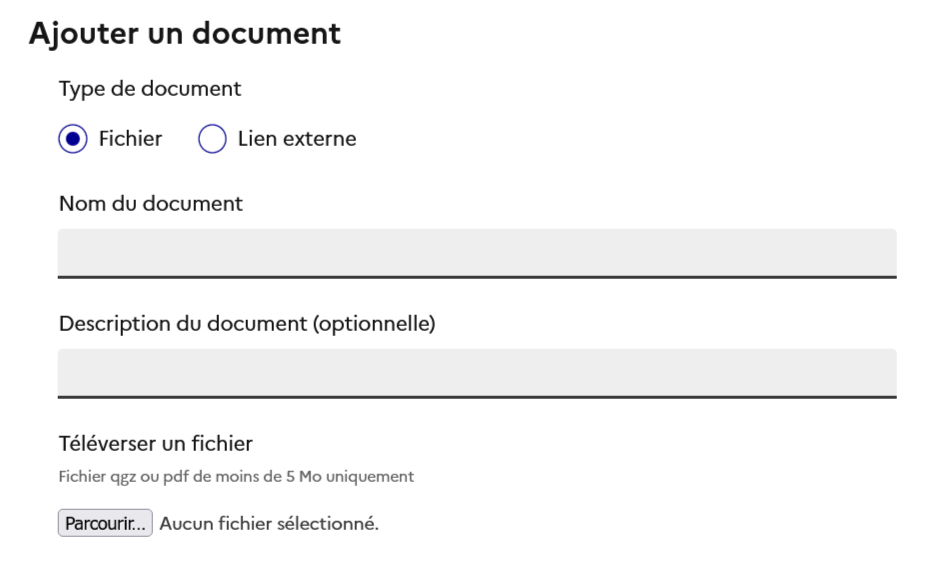 Ajouter un document
Type de document
Fichier Lien externe
Nom du document
Description du document (optionnelle)
Téléverser un fichier
Fichier qgz ou pdf de moins de 5 Mo uniquement
Parcourir... Aucun fichier sélectionné.